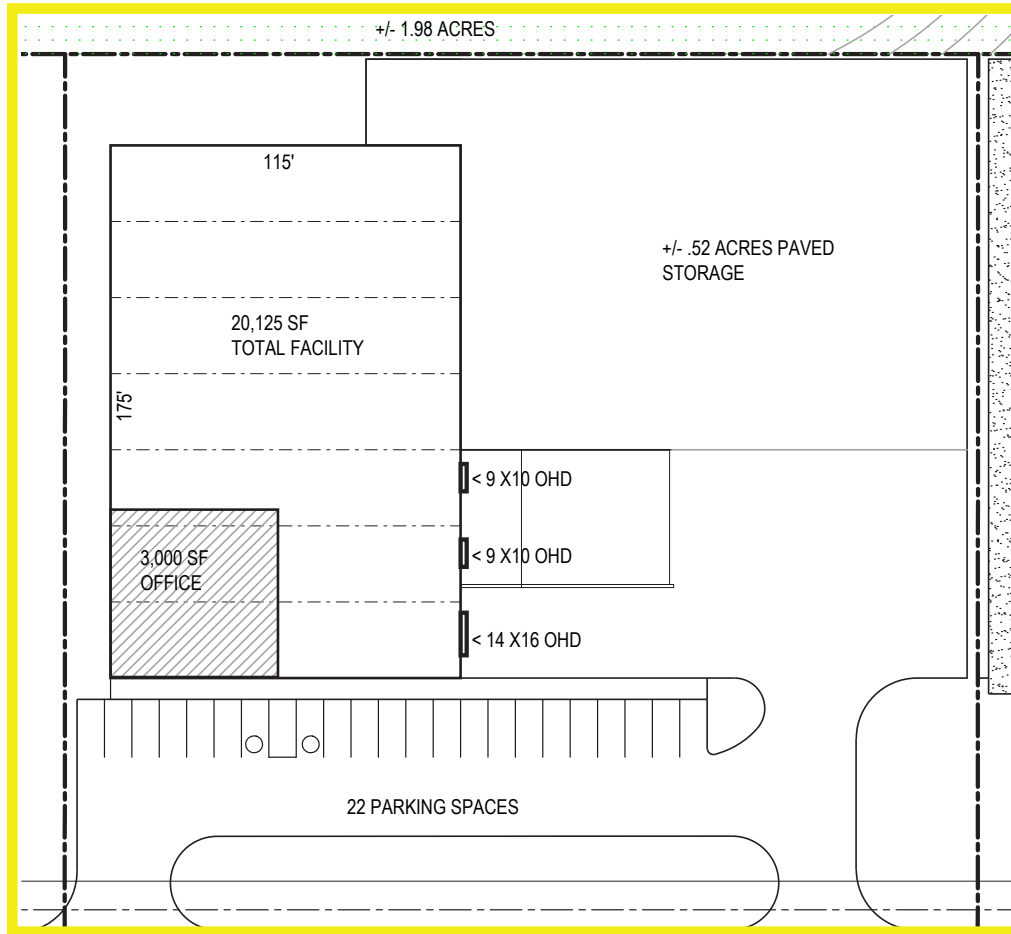 +/- 1.98 ACRES
115'
+/- .52 ACRES PAVED
STORAGE
20,125 SF
TOTAL FACILITY
175'
< 9 X10 OHD
3,000 SF
OFFICE
< 9 X10 OHD
< 14 X16 OHD
22 PARKING SPACES